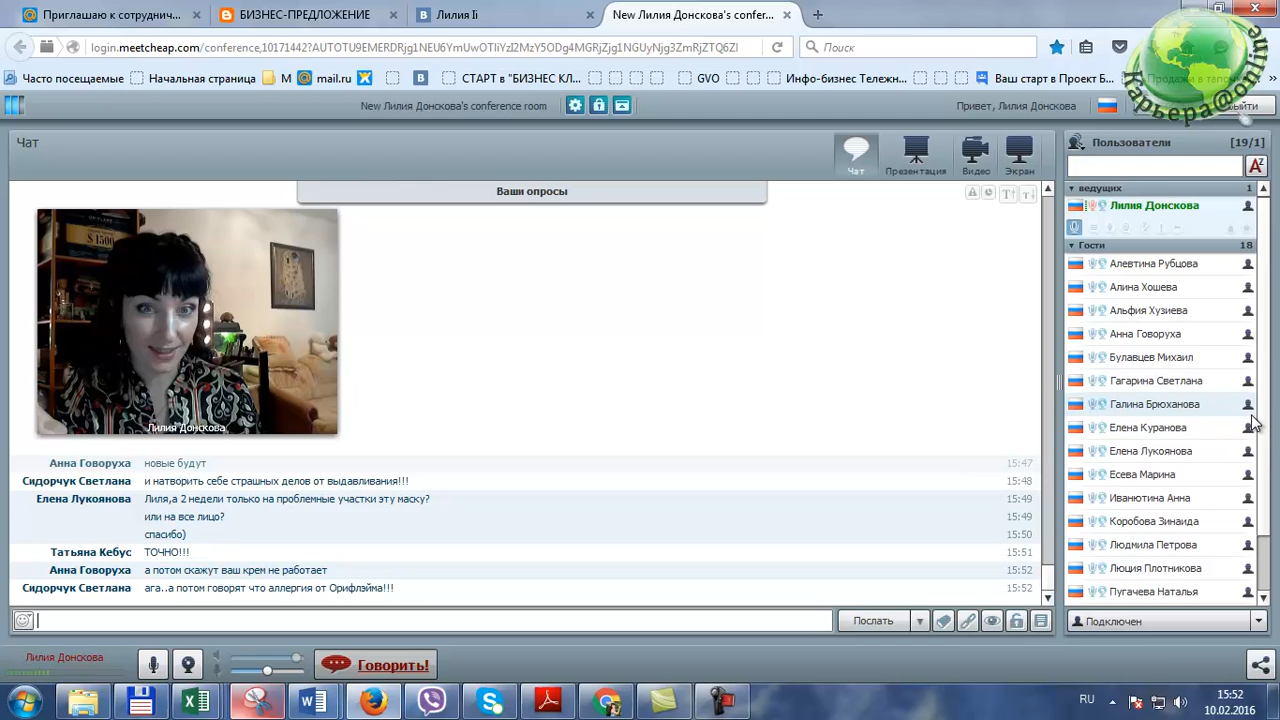 Приглашаю к сотруднич...
БИЗНЕС-ПРЕДЛОЖЕНИЕ
Лилия Ii
New Лилия Донскова's confer...
Поиск
Часто посещаемые
Начальная страница
M
mail.ru
СТАРТ в "БИЗНЕС КЛ...
GVO
Инфо-бизнес Тележн...
Ваш старт в Проект Б...
Карьера@online
New Лилия Донскова's conference room
Привет, Лилия Донскова
Чат
Чат
Презентация
Видео
Экран
Пользователи
[19/1]
Ваши опросы
ведущих 1
Лилия Донскова
Гости 18
Алевтина Рубцова
Алина Хошева
Альфия Хузиева
Анна Говоруха
Булавцев Михаил
Гагарина Светлана
Галина Брюханова
Елена Куранова
Елена Лукоянова
Есева Марина
Иванютина Анна
Коробова Зинаида
Людмила Петрова
Люция Плотникова
Пугачева Наталья
$ 1500
Лилия Донскова
Анна Говоруха новые будут 15:47
Сидорчук Светлана и натворить себе страшных делов от выдавливания!!! 15:48
Елена Лукоянова Лиля,а 2 недели только на проблемные участки эту маску? 15:49
или на все лицо? 15:49
спасибо) 15:50
Татьяна Кебус ТОЧНО!!! 15:51
Анна Говоруха а потом скажут ваш крем не работает 15:52
Сидорчук Светлана ага..а потом говорят что аллергия от Орифлэйма!!! 15:52
Послать
Подключен
Лилия Донскова
Говорить!
RU
15:52
10.02.2016